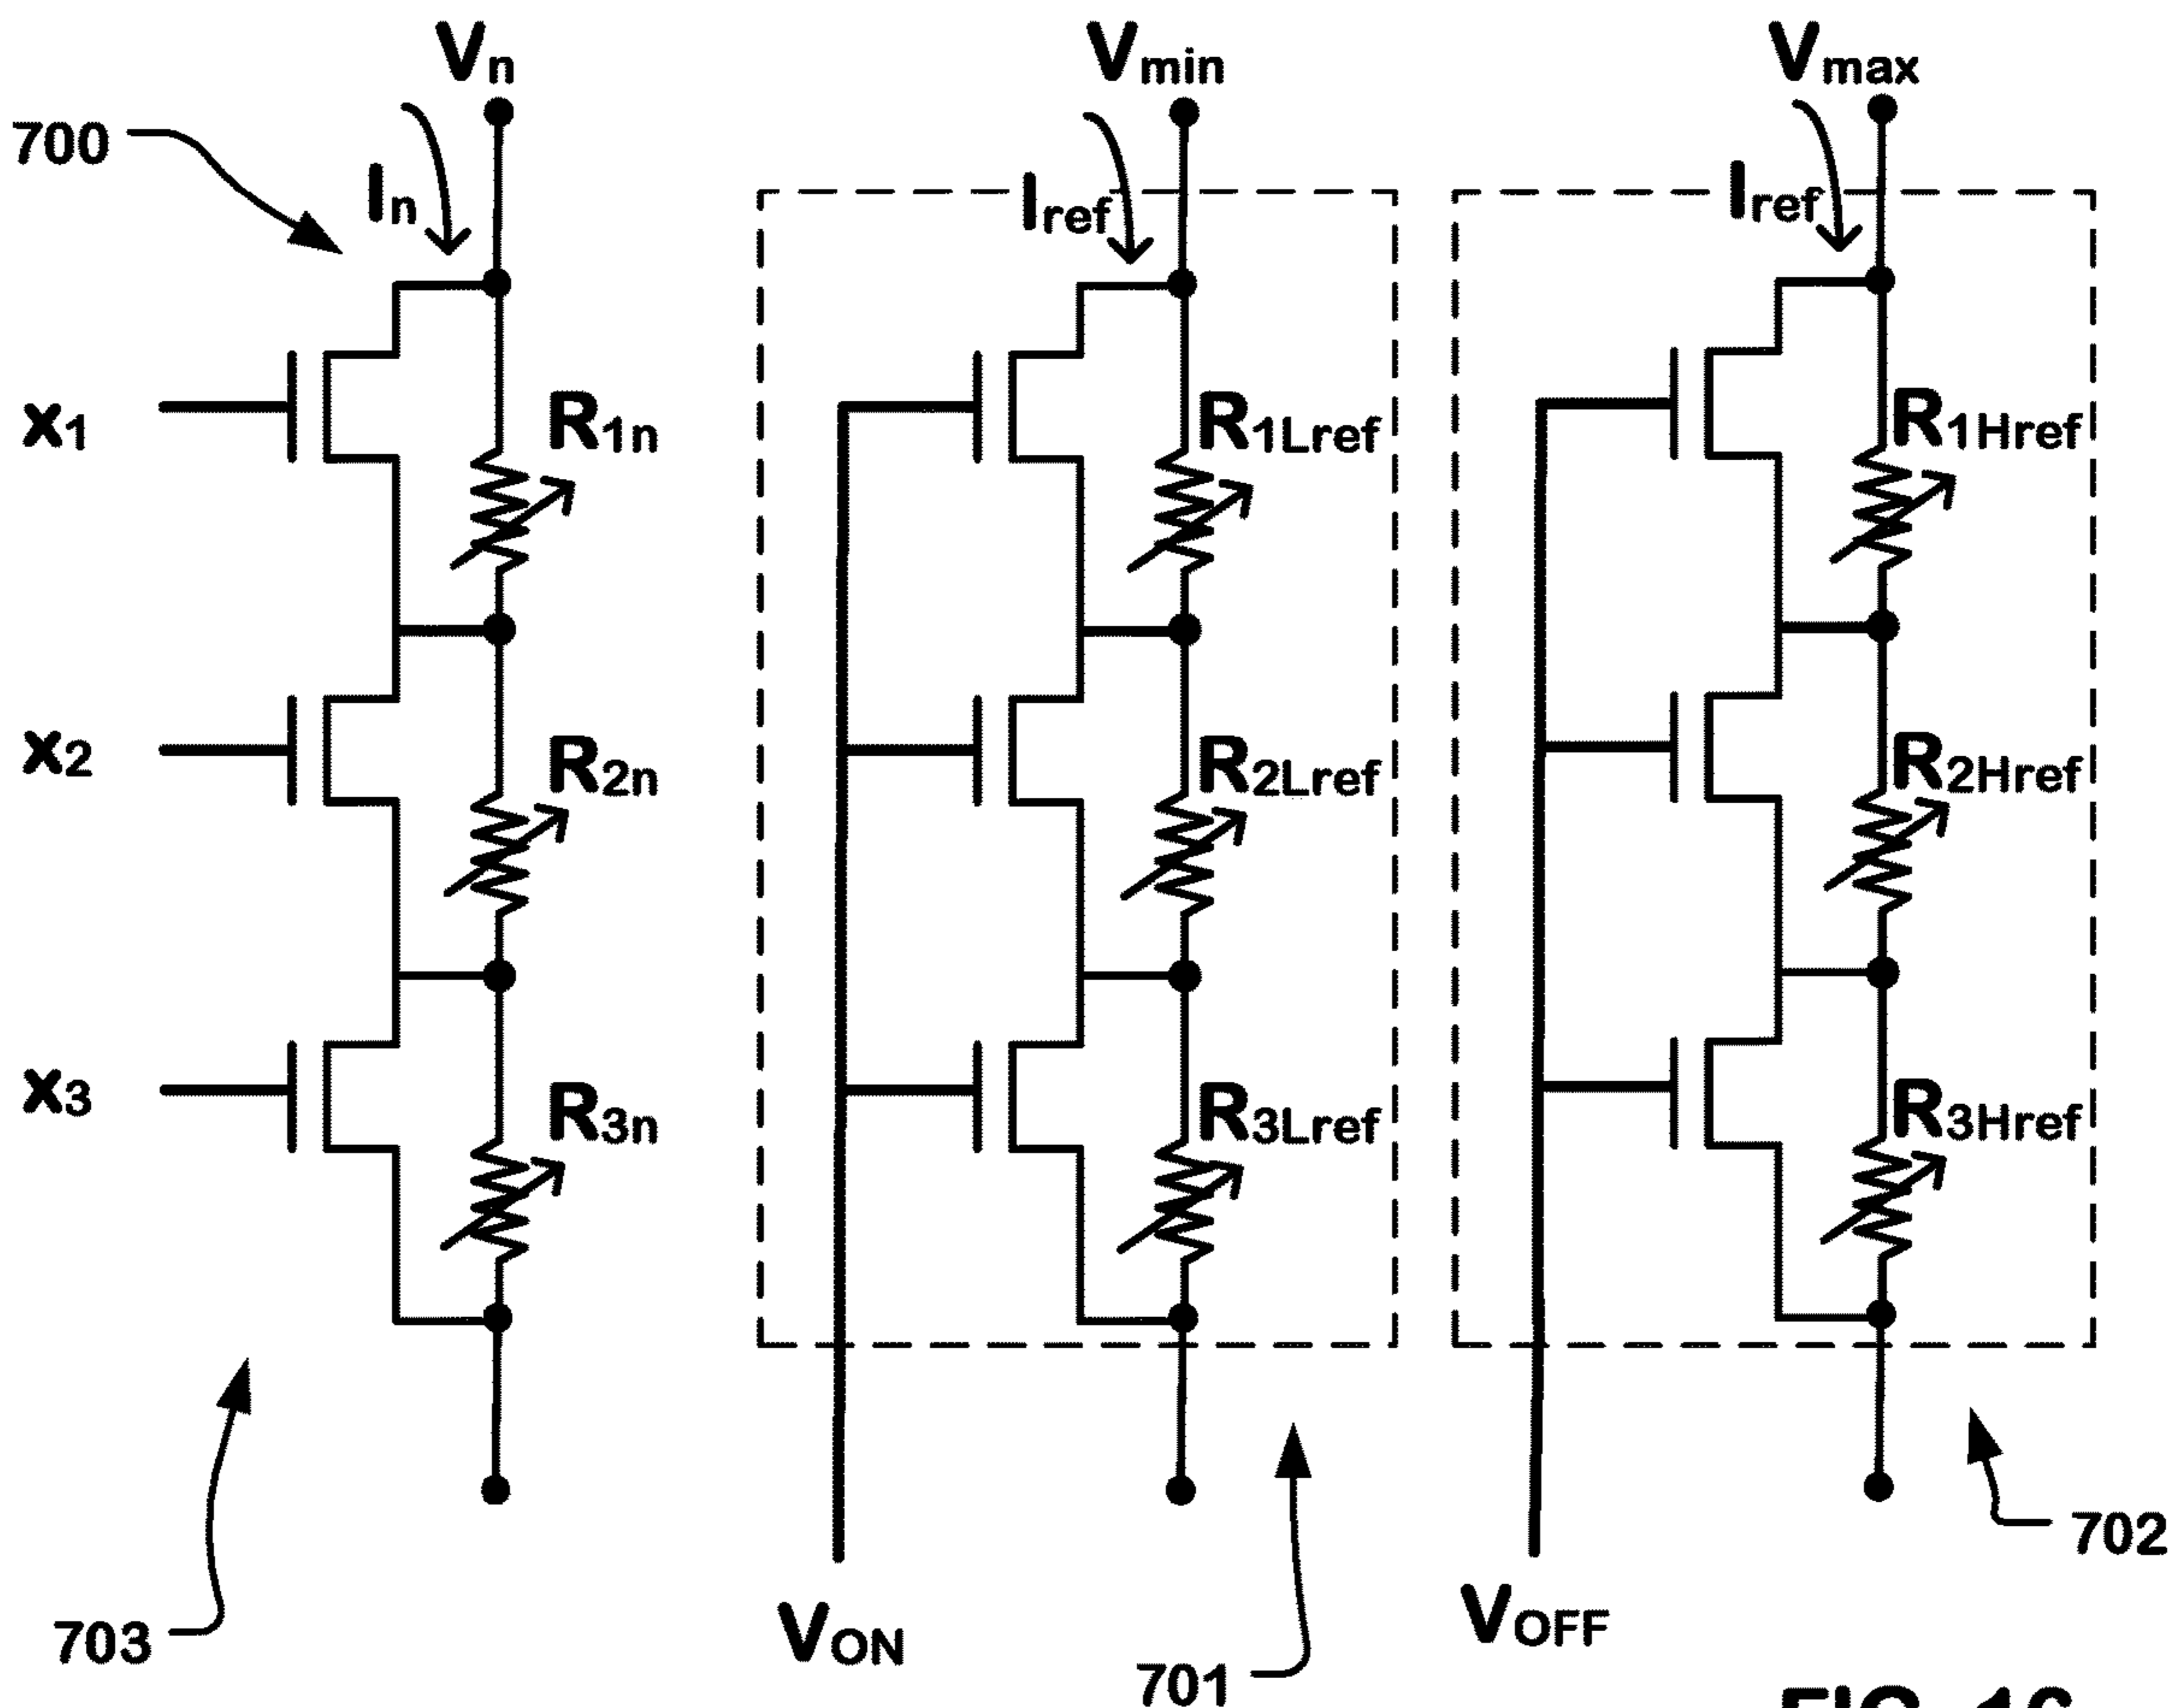 Vn
Vmin
Vmax
700
In
Iref
Iref
x1
R1n
R1Lref
R1Href
x2
R2n
R2Lref
R2Href
x3
R3n
R3Lref
R3Href
703
VON
701
VOFF
702